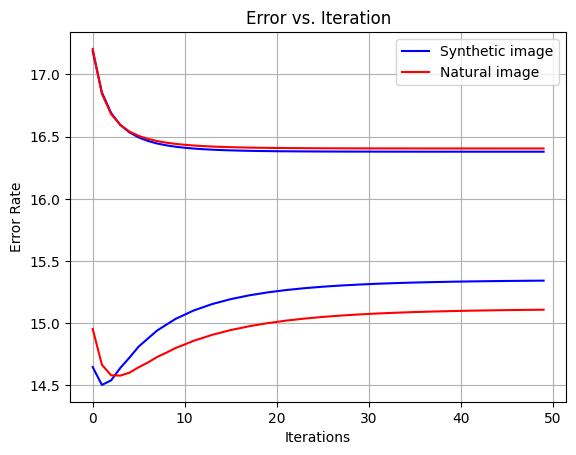 Error vs. Iteration
Synthetic image
Natural image
Error Rate
17.0
16.5
16.0
15.5
15.0
14.5
0
10
20
30
40
50
Iterations